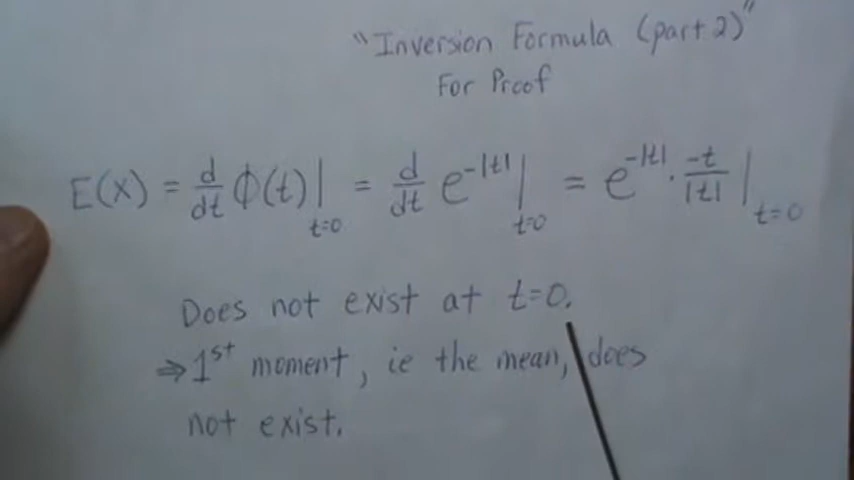 "Inversion Formula (part 2)"
For Proof
E(x) = d/dt Φ(t)|t=0 = d/dt e^-|t| |t=0 = e^-|t| · -t/|t| |t=0
Does not exist at t=0.
⇒ 1st moment, ie the mean, does
not exist.